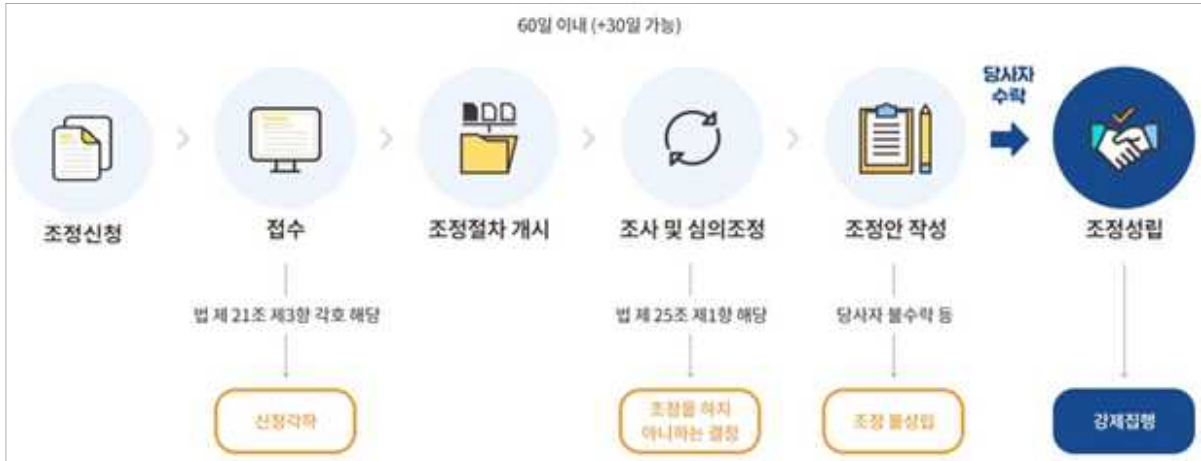 60일 이내 (+30일 가능)
당사자
수락
조정신청
접수
조정절차 개시
조사 및 심의조정
조정안 작성
조정성립
법 제 21조 제3항 각호 해당
법 제 25조 제1항 해당
당사자 불수락 등
신청각하
조정을 하지
아니하는 결정
조정 불성립
강제집행